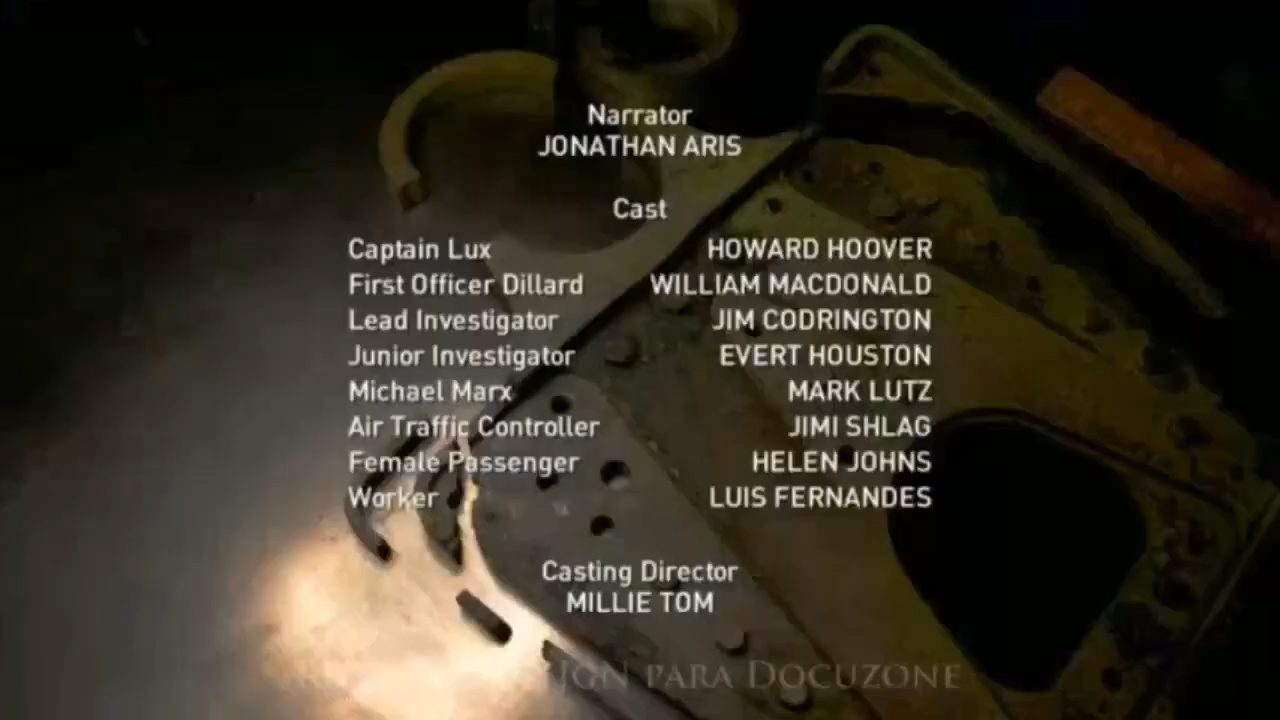 Narrator
JONATHAN ARIS
Cast
Captain Lux HOWARD HOOVER
First Officer Dillard WILLIAM MACDONALD
Lead Investigator JIM CODRINGTON
Junior Investigator EVERT HOUSTON
Michael Marx MARK LUTZ
Air Traffic Controller JIMI SHLAG
Female Passenger HELEN JOHNS
Worker LUIS FERNANDES
Casting Director
MILLIE TOM
JGN PARA DOCUZONE